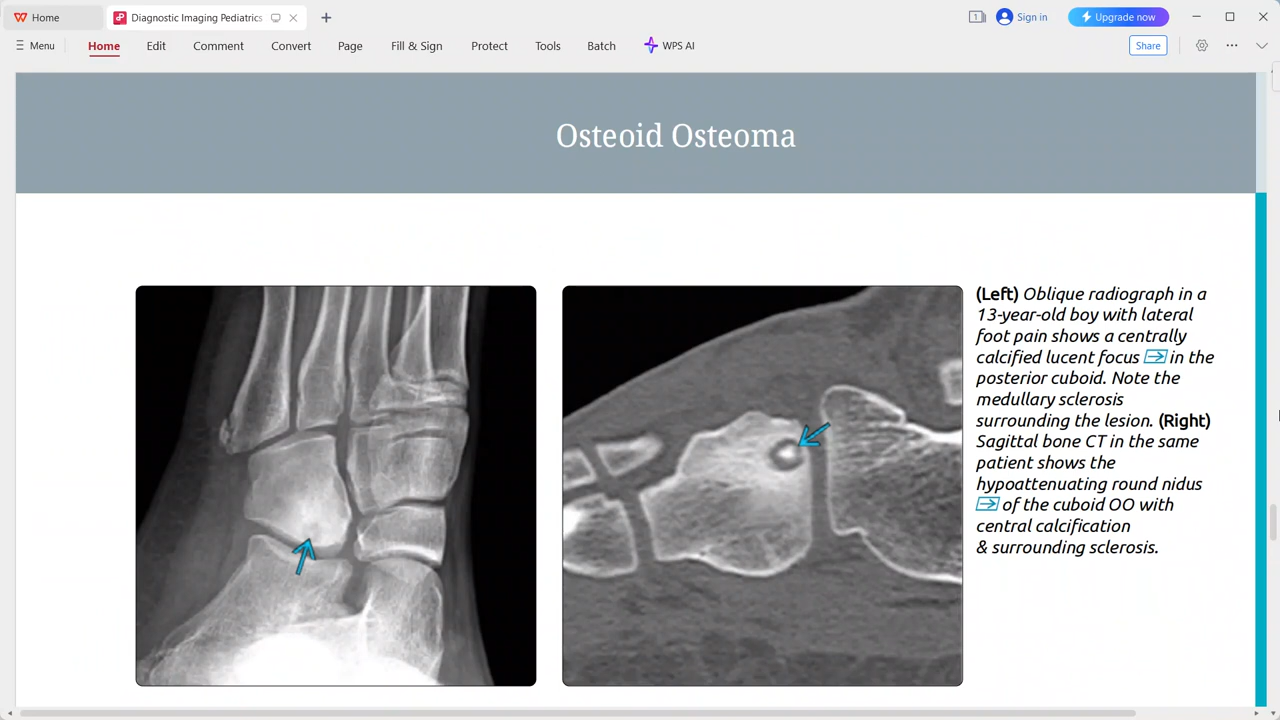 Home
Diagnostic Imaging Pediatrics
1
Sign in
Upgrade now
Menu
Home
Edit
Comment
Convert
Page
Fill & Sign
Protect
Tools
Batch
WPS AI
Share
Osteoid Osteoma
(Left) Oblique radiograph in a
13-year-old boy with lateral
foot pain shows a centrally
calcified lucent focus in the
posterior cuboid. Note the
medullary sclerosis
surrounding the lesion. (Right)
Sagittal bone CT in the same
patient shows the
hypoattenuating round nidus
of the cuboid OO with
central calcification
& surrounding sclerosis.